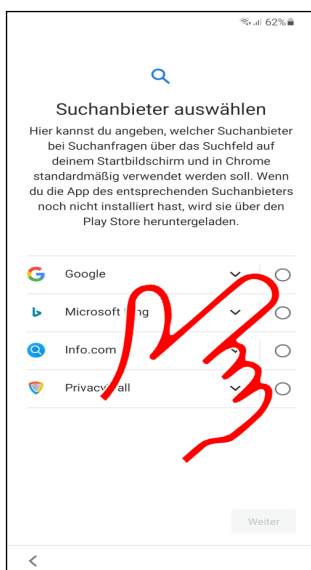 62%
Suchanbieter auswählen
Hier kannst du angeben, welcher Suchanbieter
bei Suchanfragen über das Suchfeld auf
deinem Startbildschirm und in Chrome
standardmäßig verwendet werden soll. Wenn
du die App des entsprechenden Suchanbieters
noch nicht installiert hast, wird sie über den
Play Store heruntergeladen.
Google
Microsoft
Info.com
Weiter